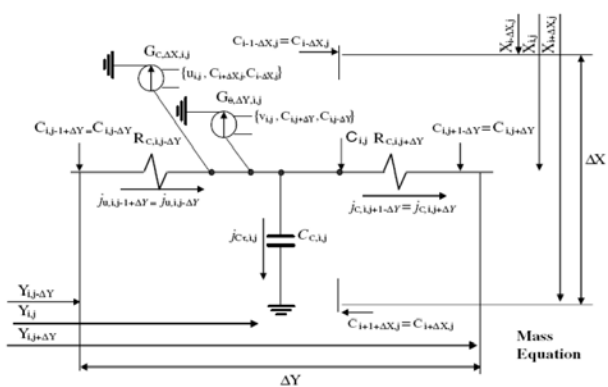 G_{C,ΔX,i,j}
{u_{i,j}, C_{i+ΔX,j}, C_{i-ΔX,j}}
C_{i-1-ΔX,j}=C_{i-ΔX,j}
X_{i-ΔX,j}
X_{i,j}
X_{i+ΔX,j}
G_{θ,ΔY,i,j}
{v_{i,j}, C_{i,j+ΔY}, C_{i,j-ΔY}}
C_{i,j-1+ΔY}=C_{i,j-ΔY}
R_{C,i,j-ΔY}
C_{i,j}
R_{C,i,j+ΔY}
C_{i,j+1-ΔY}=C_{i,j+ΔY}
ΔX
j_{u,i,j-1+ΔY}=j_{u,i,j-ΔY}
j_{C,i,j+1-ΔY}=j_{C,i,j+ΔY}
j_{Cτ,i,j}
C_{C,i,j}
Y_{i,j-ΔY}
Y_{i,j}
Y_{i,j+ΔY}
C_{i+1+ΔX,j}=C_{i+ΔX,j}
Mass
Equation
ΔY